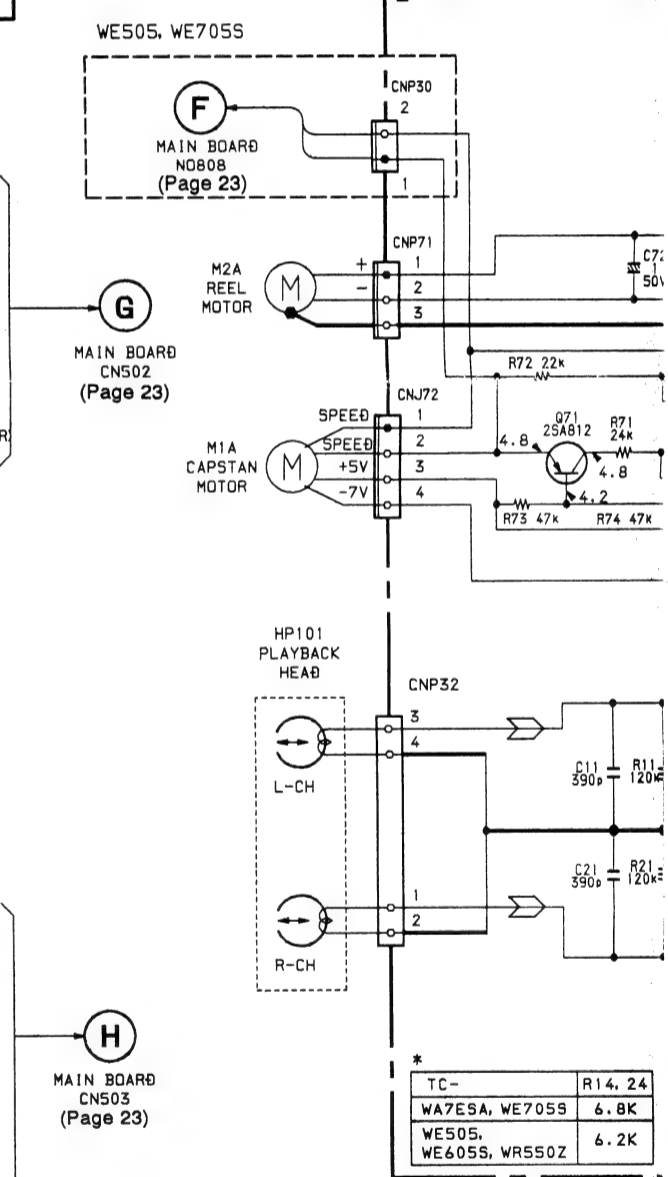 WE505, WE705S
CNP30
2
F
MAIN BOARD
NO808
(Page 23)
1
CNP71
M2A
REEL
MOTOR
M
+
-
1
2
3
C72
1
50V
G
MAIN BOARD
CN502
(Page 23)
R72 22k
CNJ72
SPEED
SPEED
+5V
-7V
1
2
3
4
M1A
CAPSTAN
MOTOR
M
Q71
2SA812
4.8
4.8
4.2
R71
24k
R73 47k
R74 47k
HP101
PLAYBACK
HEAD
CNP32
3
4
L-CH
C11
390p
R11
120k
C21
390p
R21
120k
1
2
R-CH
H
MAIN BOARD
CN503
(Page 23)
*
TC- R14, 24
WA7ESA, WE705S 6.8K
WE505,
WE605S, WR550Z 6.2K